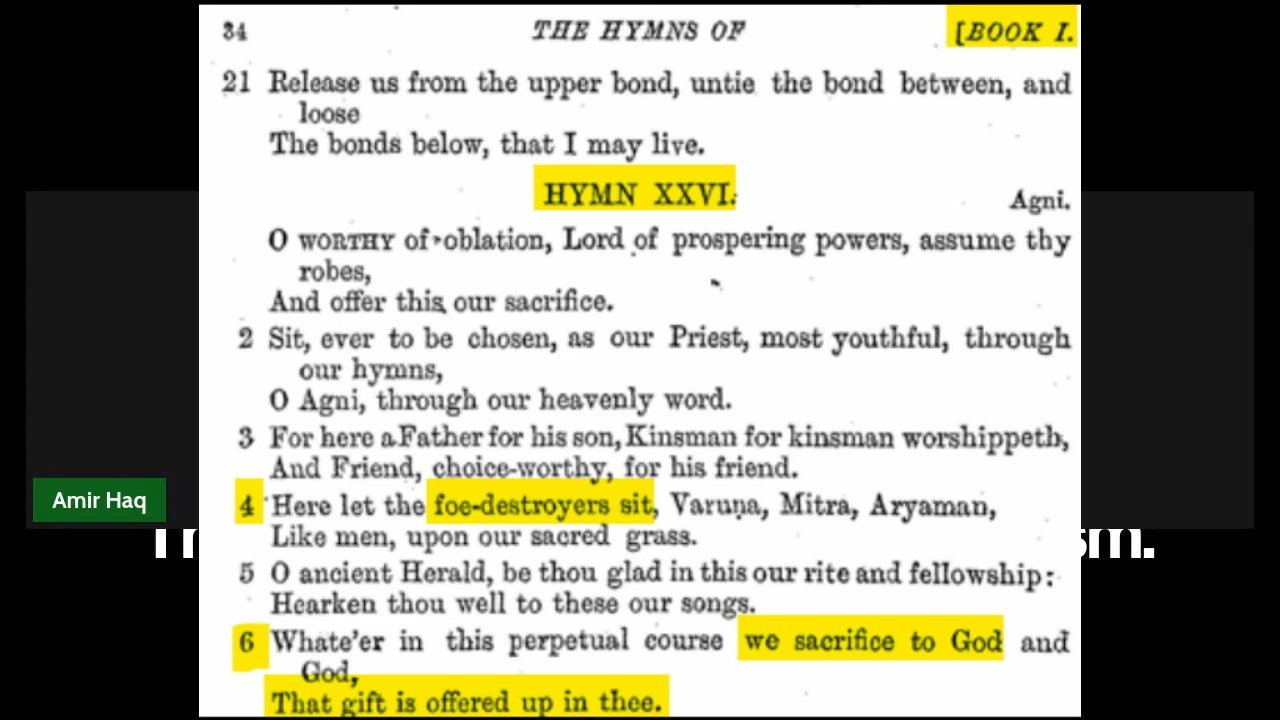 34 THE HYMNS OF [BOOK I.
21 Release us from the upper bond, untie the bond between, and
loose
The bonds below, that I may live.
HYMN XXVI.
Agni.
O WORTHY of oblation, Lord of prospering powers, assume thy
robes,
And offer this our sacrifice.
2 Sit, ever to be chosen, as our Priest, most youthful, through
our hymns,
O Agni, through our heavenly word.
3 For here a Father for his son, Kinsman for kinsman worshippeth,
And Friend, choice-worthy, for his friend.
4 Here let the foe-destroyers sit, Varuṇa, Mitra, Aryaman,
Like men, upon our sacred grass.
5 O ancient Herald, be thou glad in this our rite and fellowship:
Hearken thou well to these our songs.
6 Whate'er in this perpetual course we sacrifice to God and
God,
That gift is offered up in thee.
Amir Haq
sm.